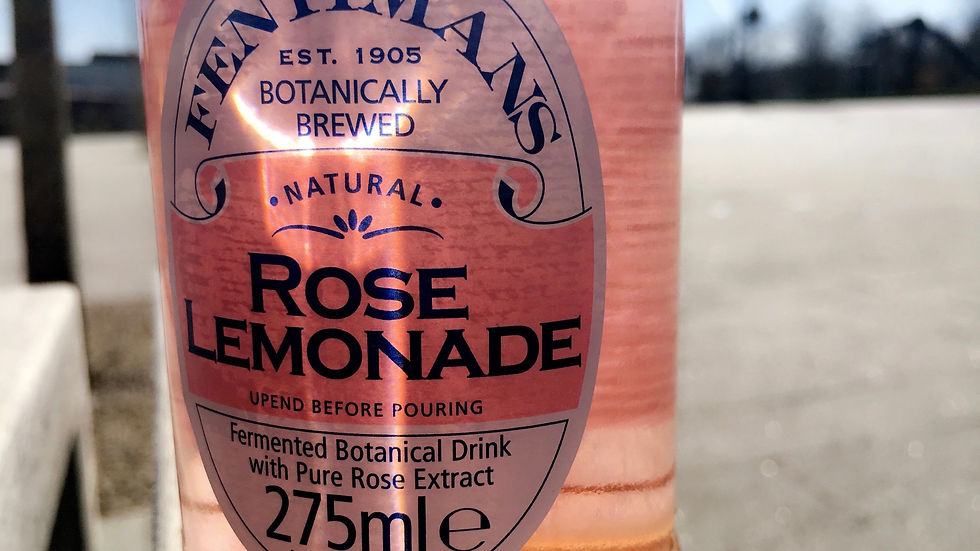 FENTIMANS
EST. 1905
BOTANICALLY
BREWED
• NATURAL •
ROSE
LEMONADE
UPEND BEFORE POURING
Fermented Botanical Drink
with Pure Rose Extract
275ml e